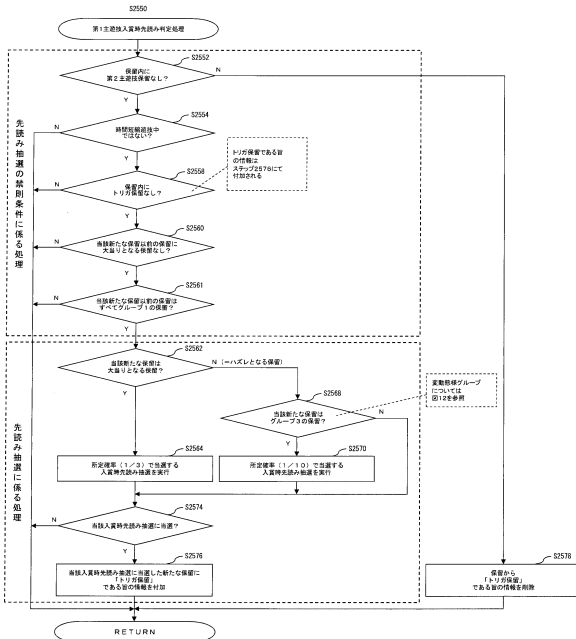 S2550
第1主遊技入賞時先読み判定処理
S2552
保留内に
第2主遊技保留なし？
N
Y
S2554
時間短縮遊技中
ではない？
N
Y
トリガ保留である旨
の情報は
ステップ2576にて
付加される
S2558
保留内に
トリガ保留なし？
N
Y
S2560
当該新たな保留以前の保留に
大当りとなる保留なし？
N
Y
S2561
当該新たな保留以前の保留は
すべてグループ1の保留？
N
Y
先読み抽選の禁則条件に係る処理
S2562
当該新たな保留は
大当りとなる保留？
N（＝ハズレとなる保留）
Y
S2568
当該新たな保留は
グループ3の保留？
N
Y
変動態様グループ
については
図12を参照
S2564
所定確率（1／3）で当選する
入賞時先読み抽選を実行
S2570
所定確率（1／10）で当選する
入賞時先読み抽選を実行
先読み抽選に係る処理
S2574
当該入賞時先読み抽選に当選？
N
Y
S2576
当該入賞時先読み抽選に当選した新たな保留に
「トリガ保留」
である旨の情報を付加
S2578
保留から
「トリガ保留」
である旨の情報を削除
RETURN